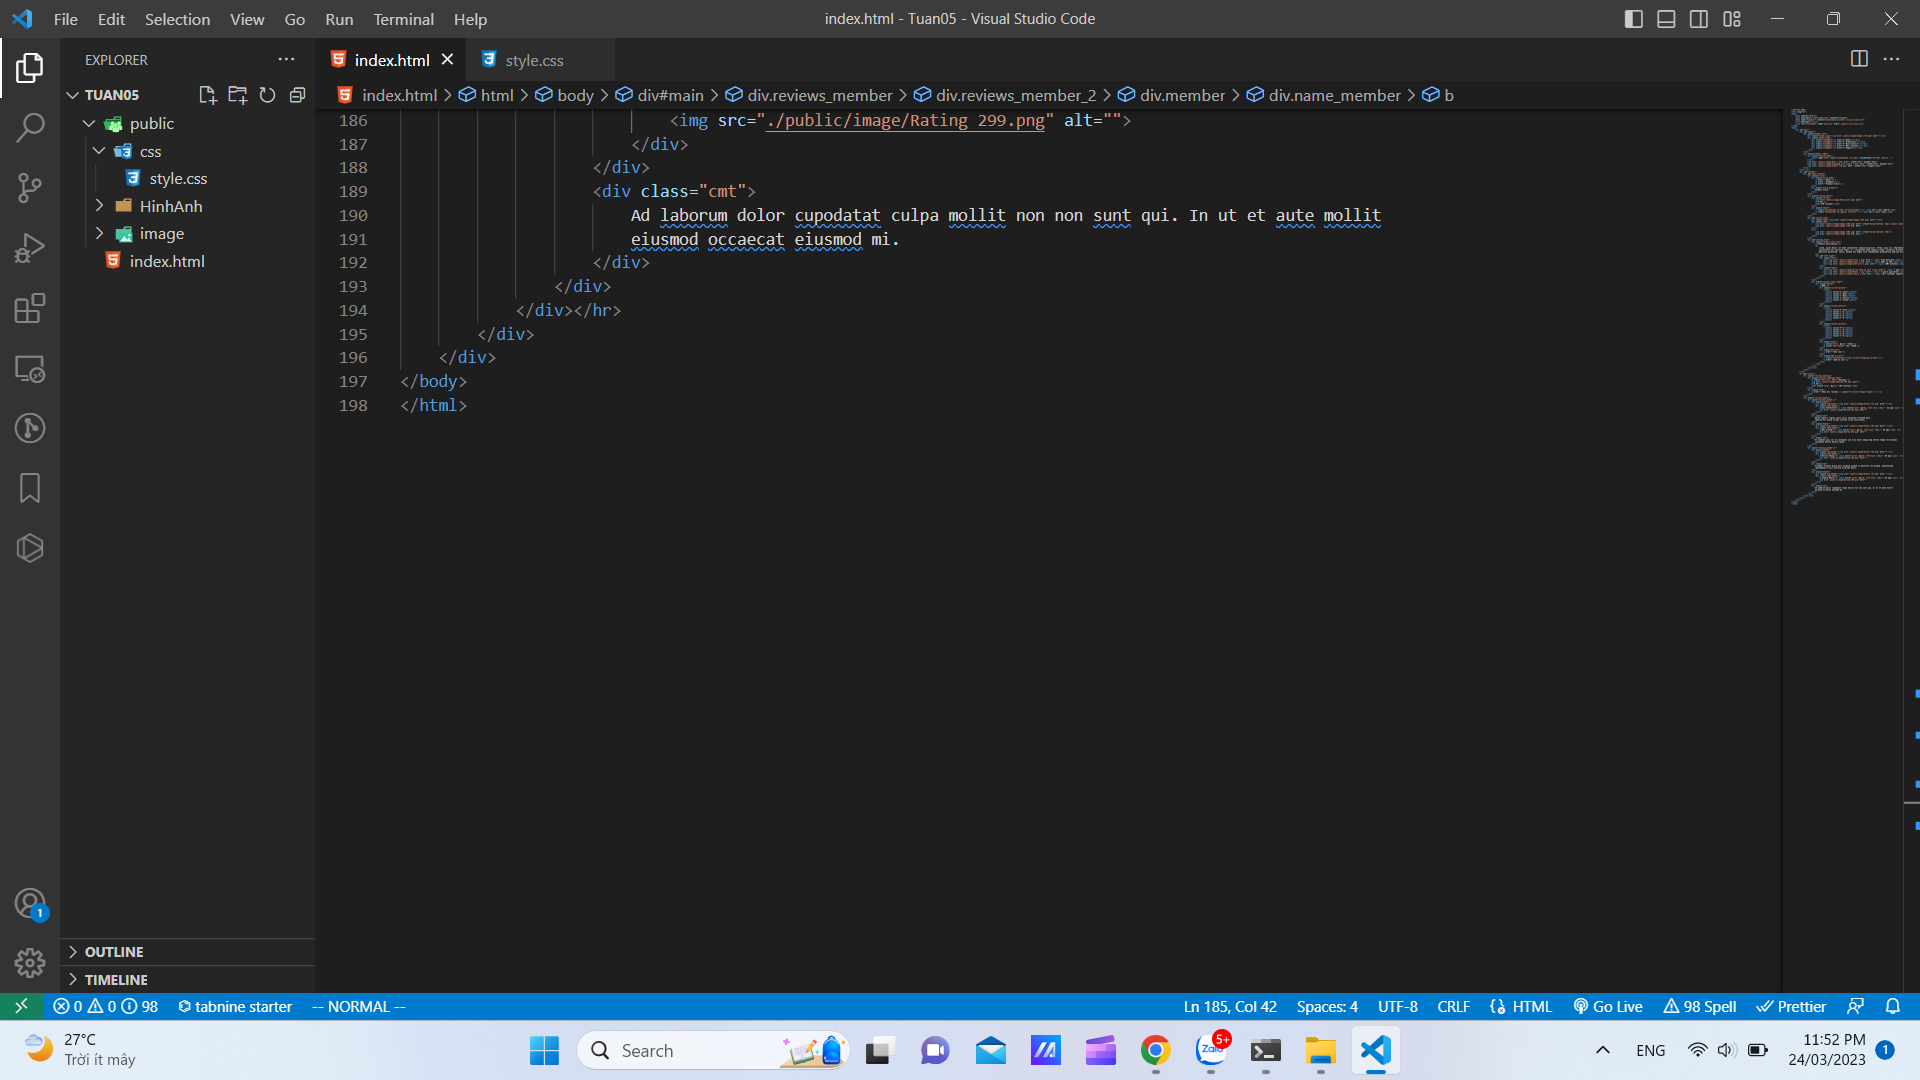 File Edit Selection View Go Run Terminal Help
index.html - Tuan05 - Visual Studio Code
EXPLORER
index.html
style.css
TUAN05
index.html > html > body > div#main > div.reviews_member > div.reviews_member_2 > div.member > div.name_member > b
public
css
style.css
HinhAnh
image
index.html
186 <img src="./public/image/Rating 299.png" alt="">
187 </div>
188 </div>
189 <div class="cmt">
190 Ad laborum dolor cupodatat culpa mollit non non sunt qui. In ut et aute mollit
191 eiusmod occaecat eiusmod mi.
192 </div>
193 </div>
194 </div></hr>
195 </div>
196 </div>
197 </body>
198 </html>
1
OUTLINE
TIMELINE
0 0 98 tabnine starter -- NORMAL -- Ln 185, Col 42 Spaces: 4 UTF-8 CRLF HTML Go Live 98 Spell Prettier
27°C
Trời ít mây
Search
Zalo
5+
ENG
11:52 PM
24/03/2023
1